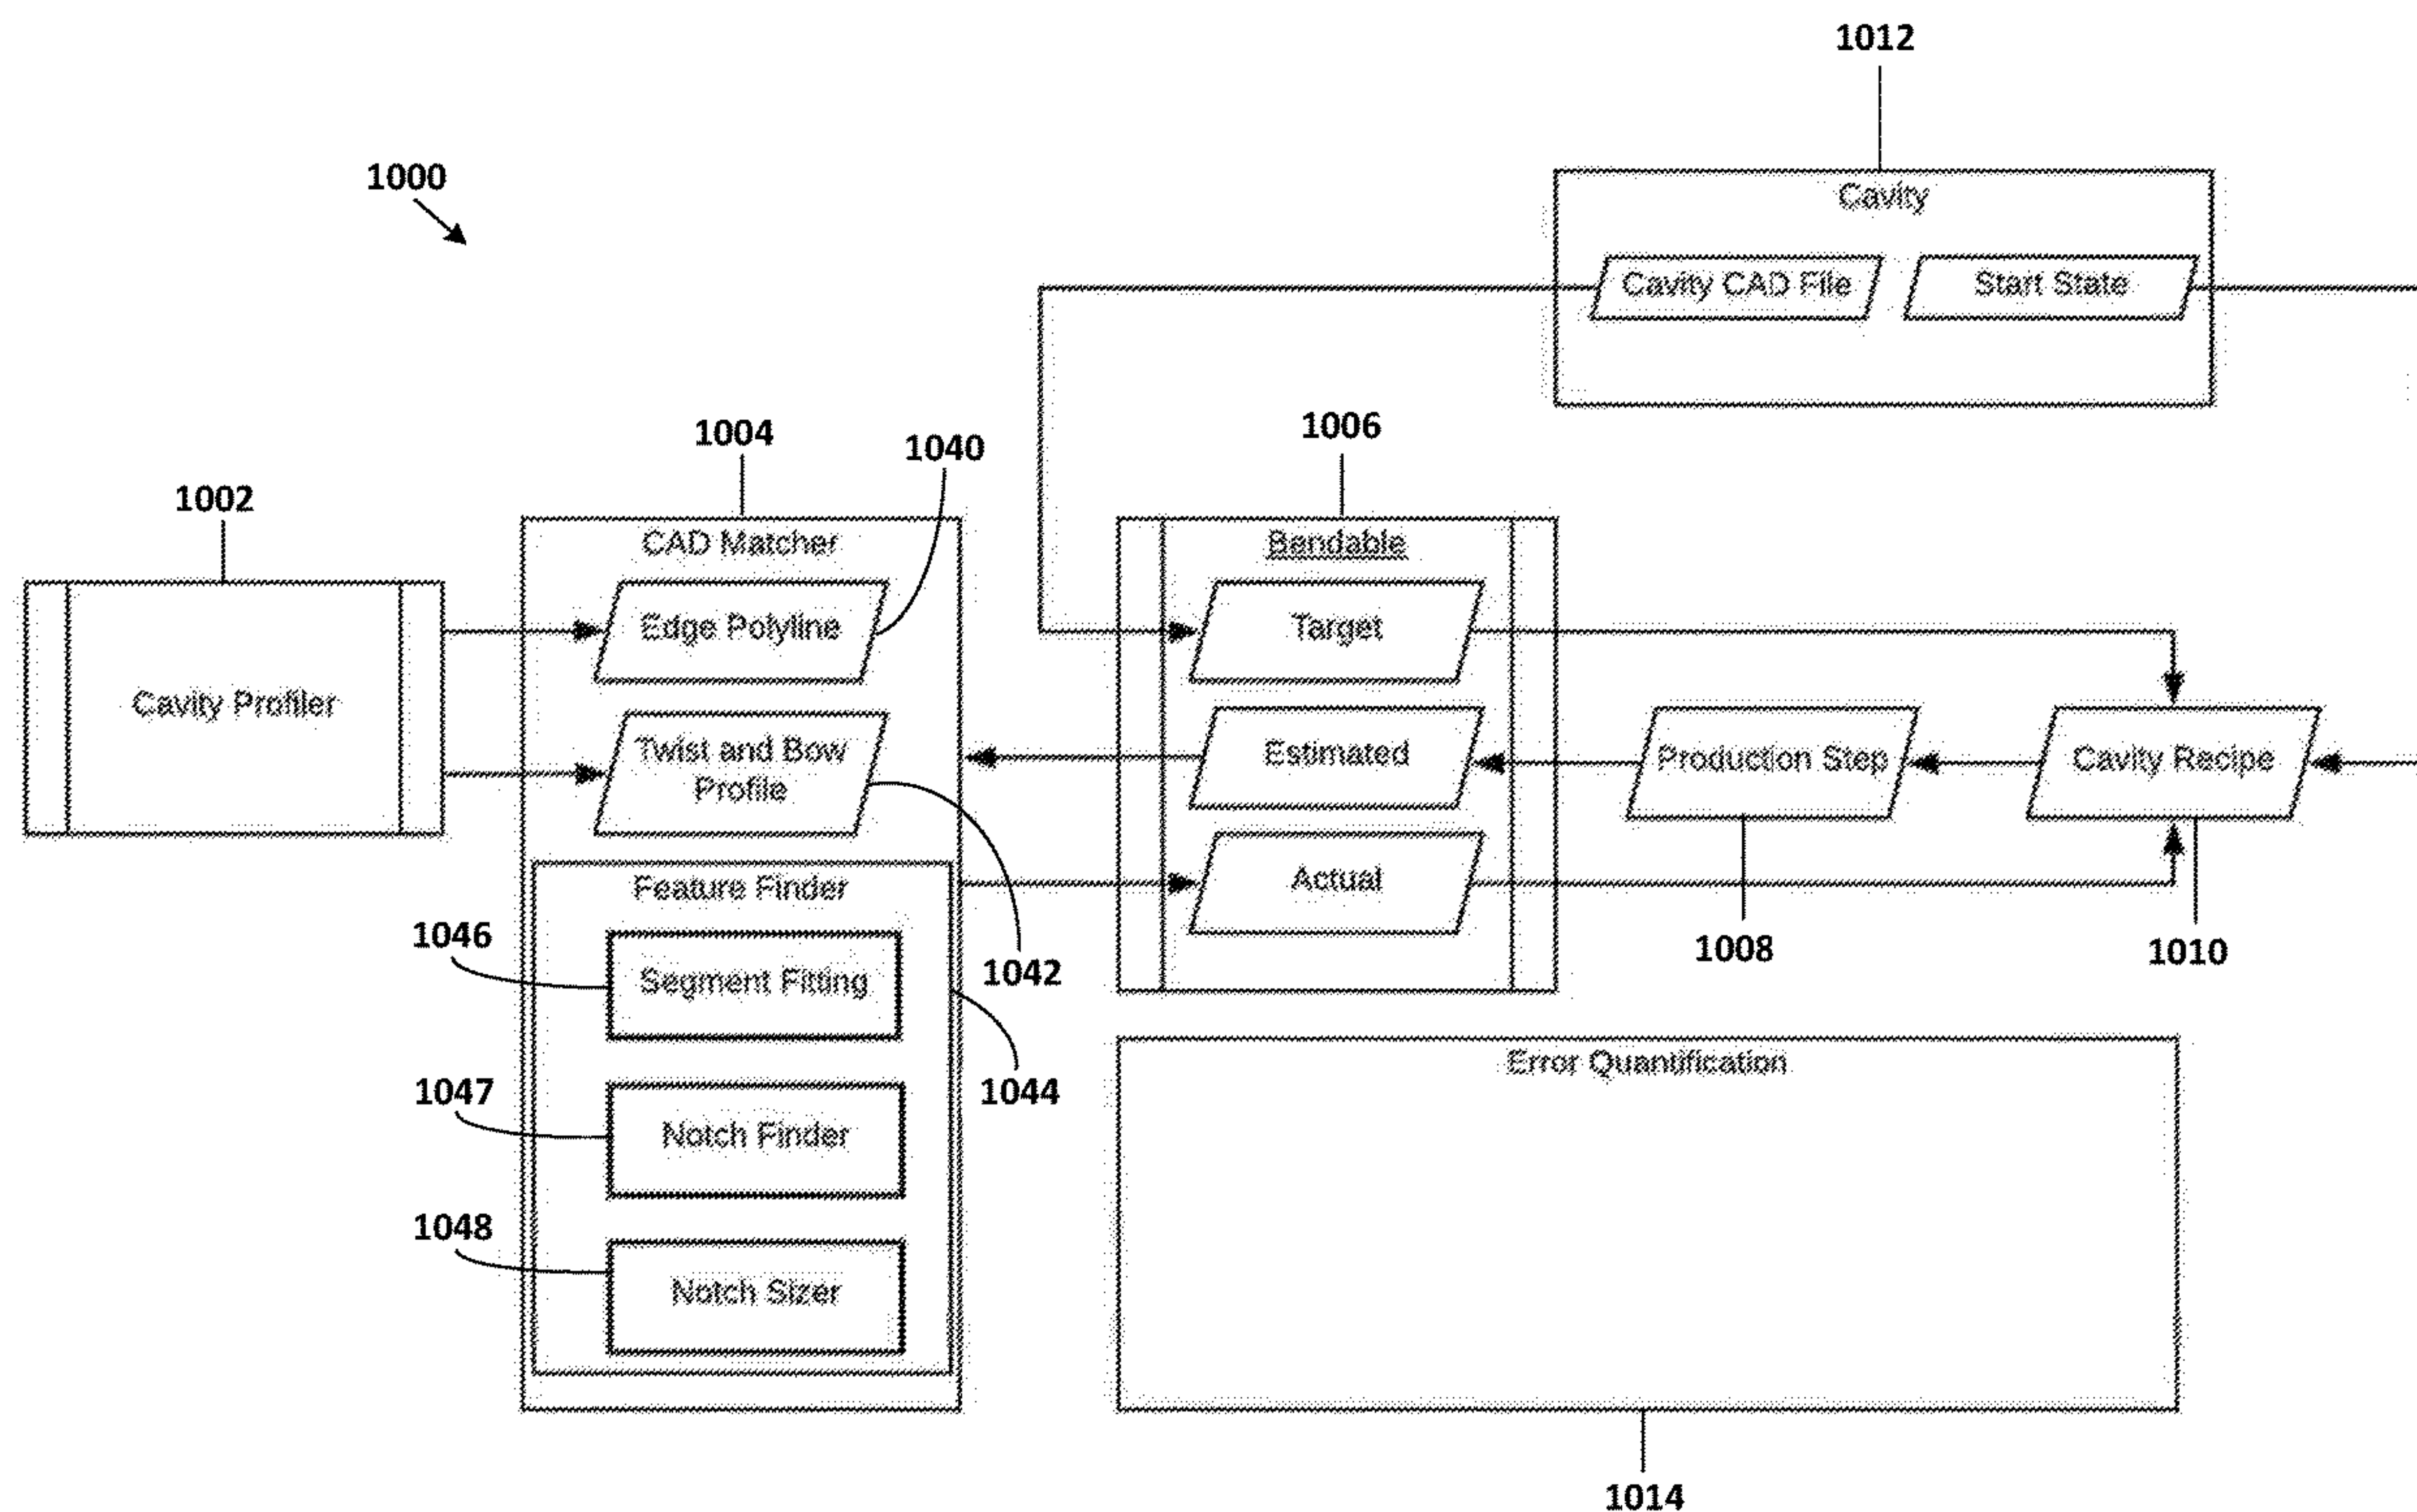 1012
1000
Cavity
Cavity CAD File
Start State
1004
1040
1006
1002
CAD Matcher
Bendable
Edge Polyline
Target
Cavity Profiler
Twist and Bow
Profile
Estimated
Production Step
Cavity Recipe
Feature Finder
Actual
1046
Segment Fitting
1042
1008
1010
Error Quantification
1047
Notch Finder
1044
1048
Notch Sizer
1014